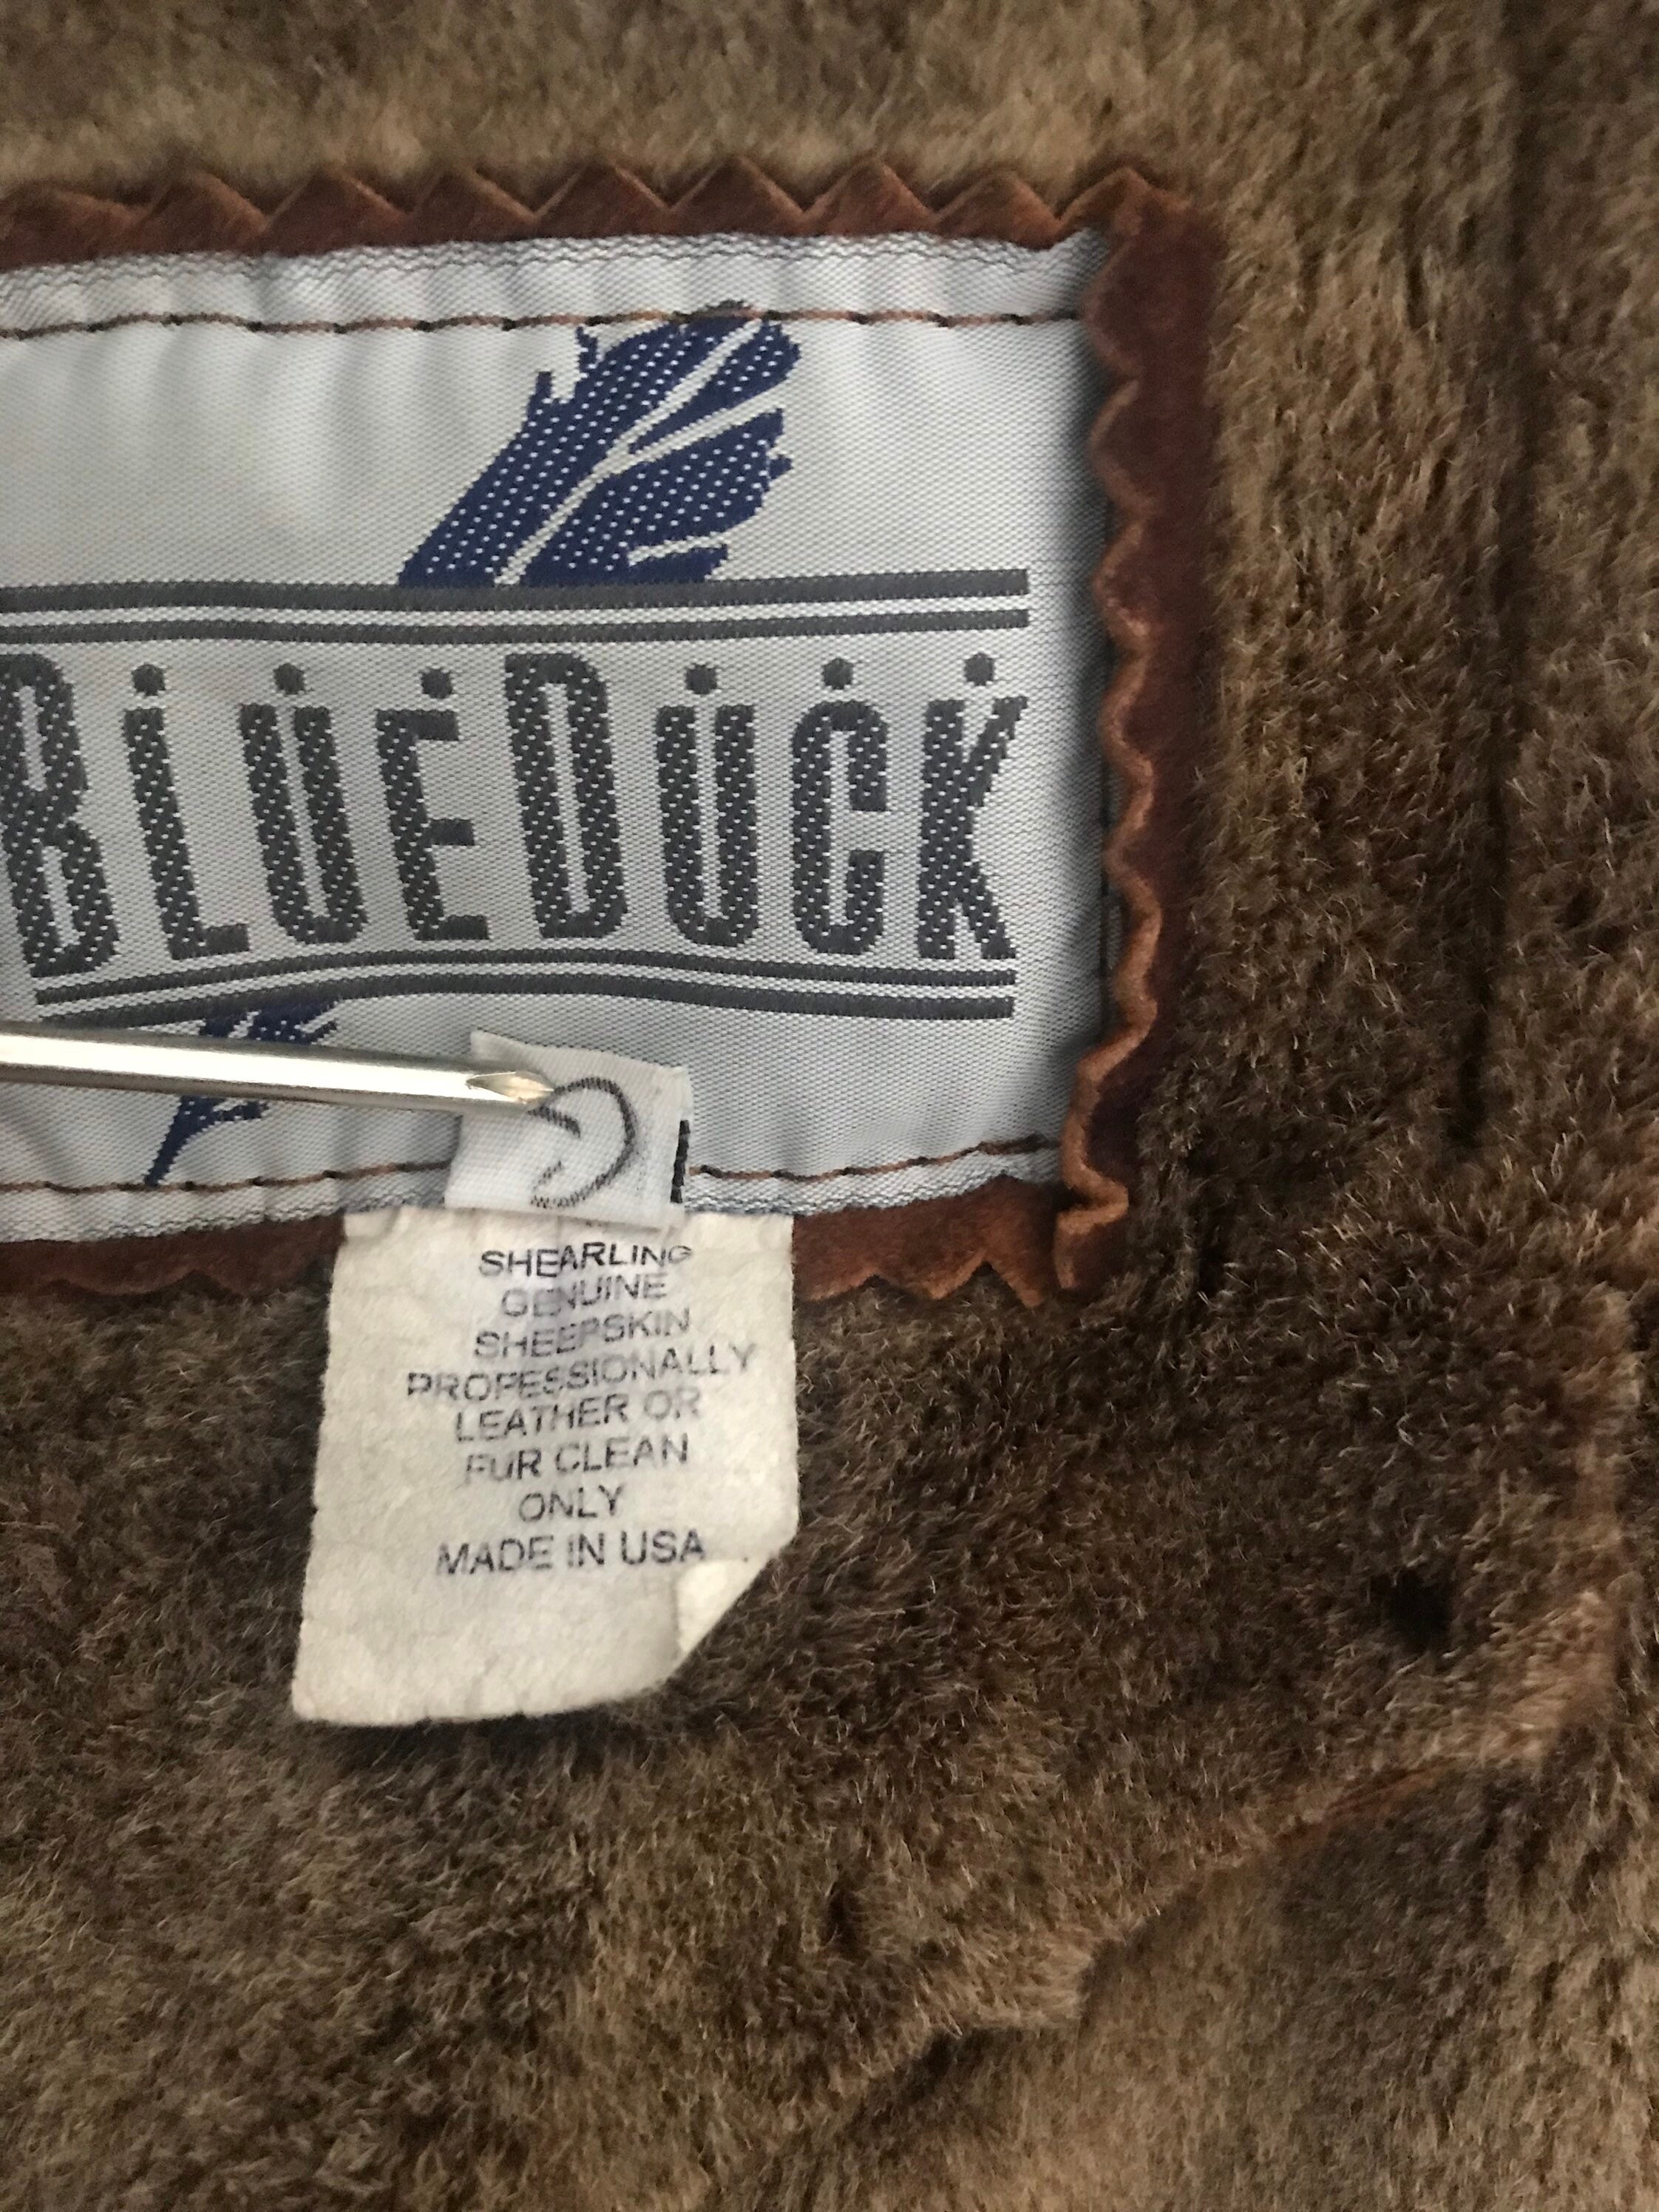 BLUEDUCK
SHEARLING
GENUINE
SHEEPSKIN
PROFESSIONALLY
LEATHER OR
FUR CLEAN
ONLY
MADE IN USA